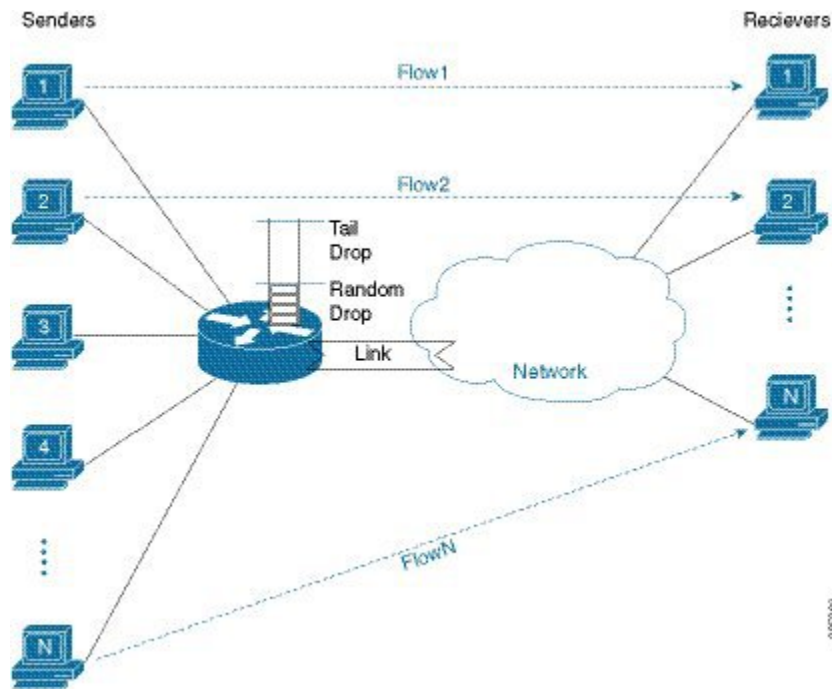 Senders
Recievers
1
Flow1
1
2
Flow2
2
Tail
Drop
Random
Drop
3
Link
Network
N
4
FlowN
N